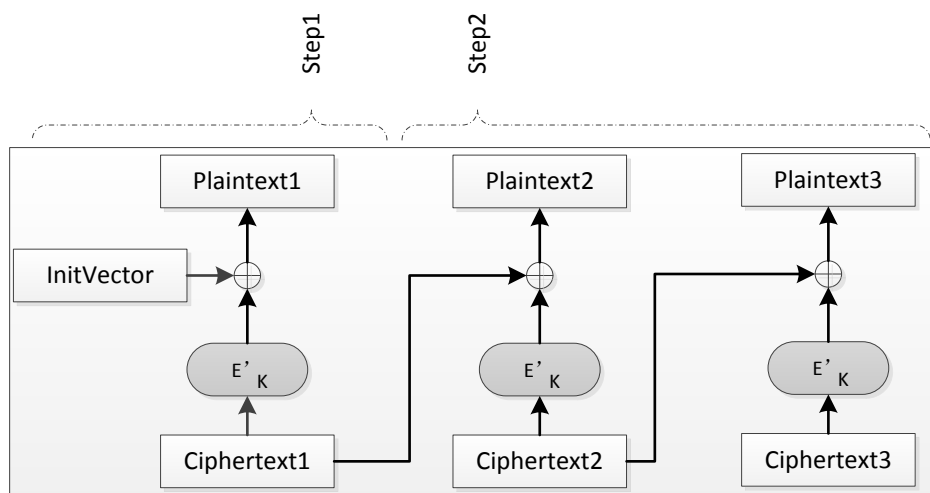 Step1
Step2
Plaintext1
Plaintext2
Plaintext3
InitVector
E’ K
E’ K
E’ K
Ciphertext1
Ciphertext2
Ciphertext3